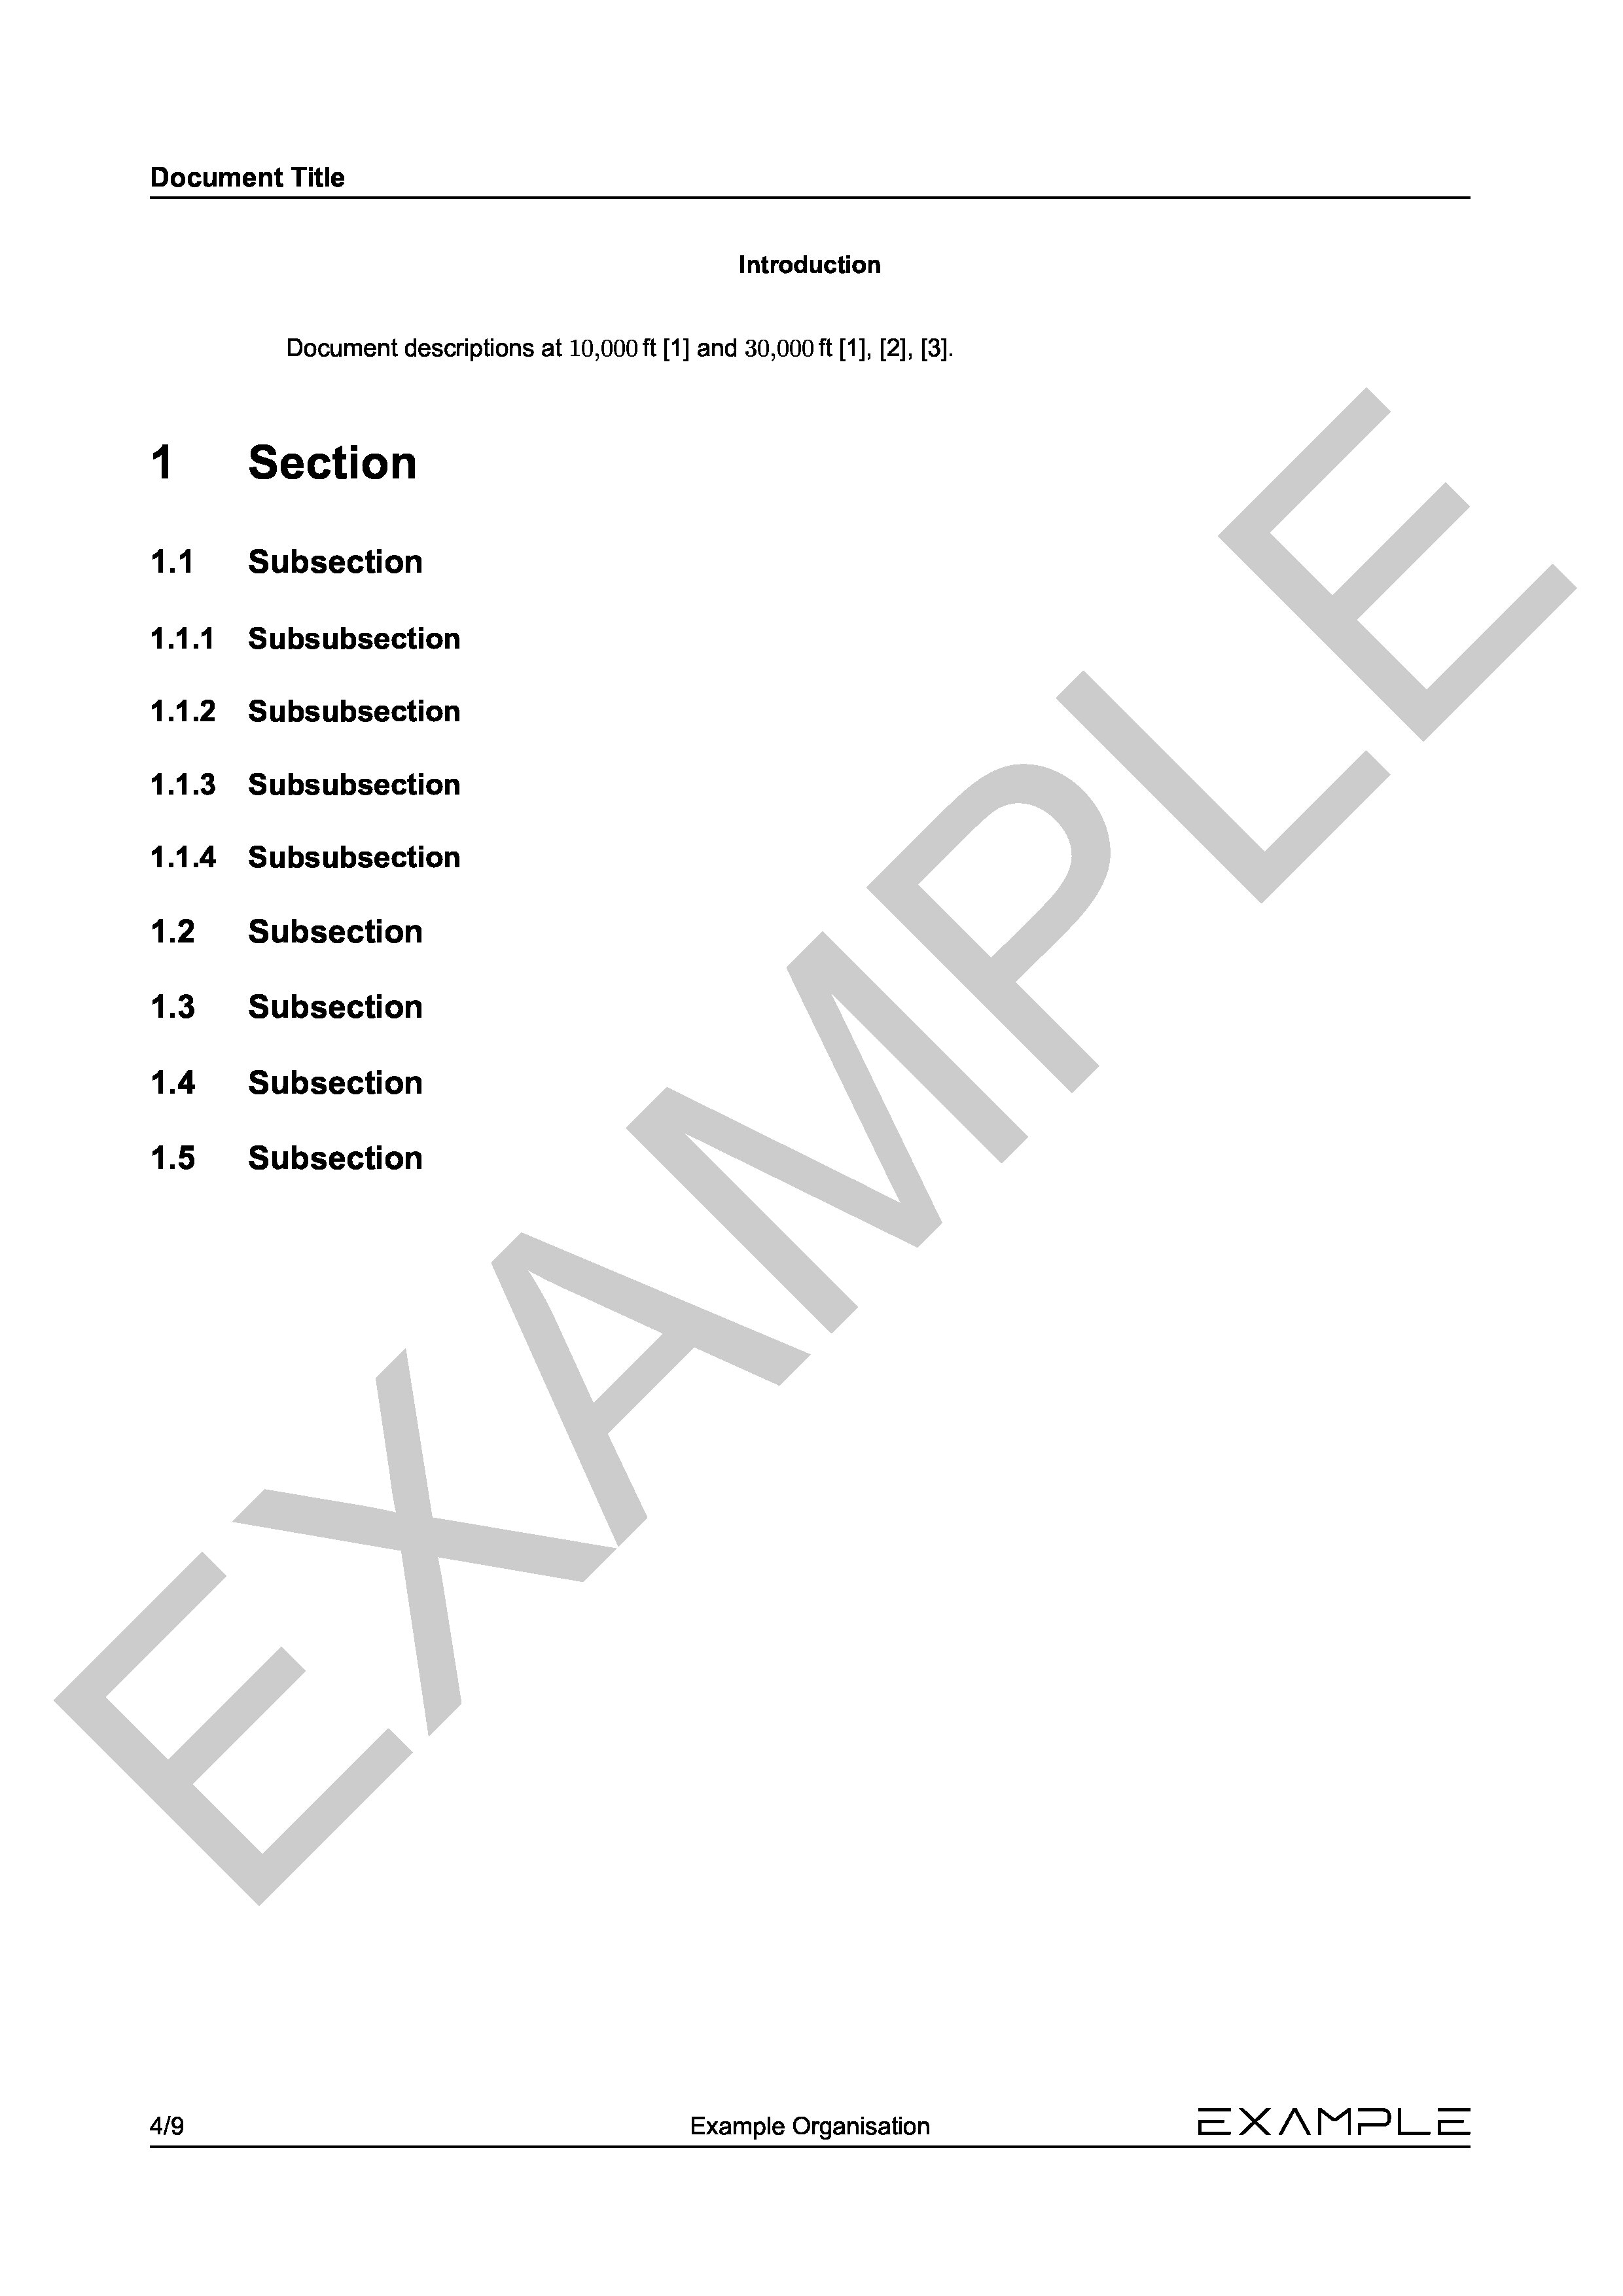 Document Title
Introduction
Document descriptions at 10,000 ft [1] and 30,000 ft [1], [2], [3].
1 Section
1.1 Subsection
1.1.1 Subsubsection
1.1.2 Subsubsection
1.1.3 Subsubsection
1.1.4 Subsubsection
1.2 Subsection
1.3 Subsection
1.4 Subsection
1.5 Subsection
EXAMPLE
4/9 Example Organisation EXAMPLE